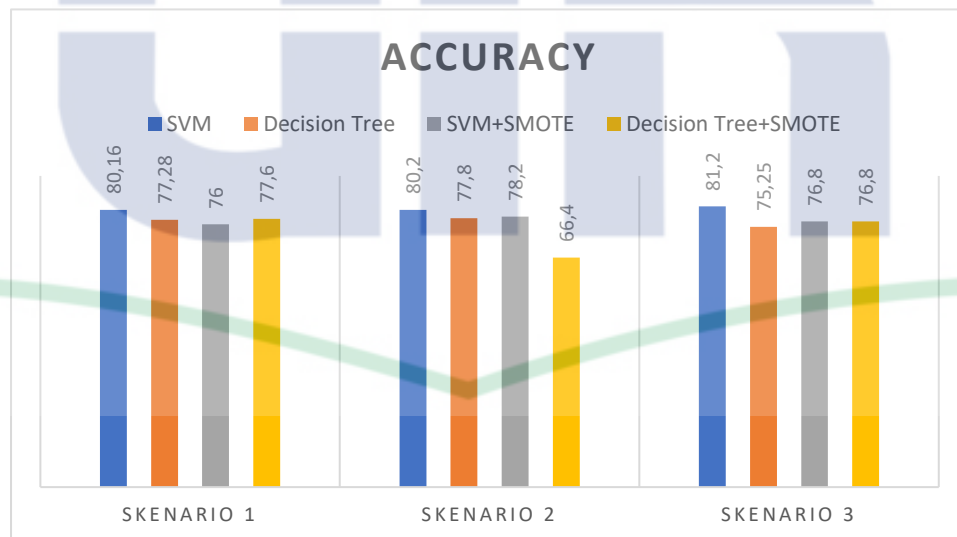 ACCURACY
SVM Decision Tree SVM+SMOTE Decision Tree+SMOTE
80,16 77,28 76 77,6 80,2 77,8 78,2 66,4 81,2 75,25 76,8 76,8
SKENARIO 1 SKENARIO 2 SKENARIO 3